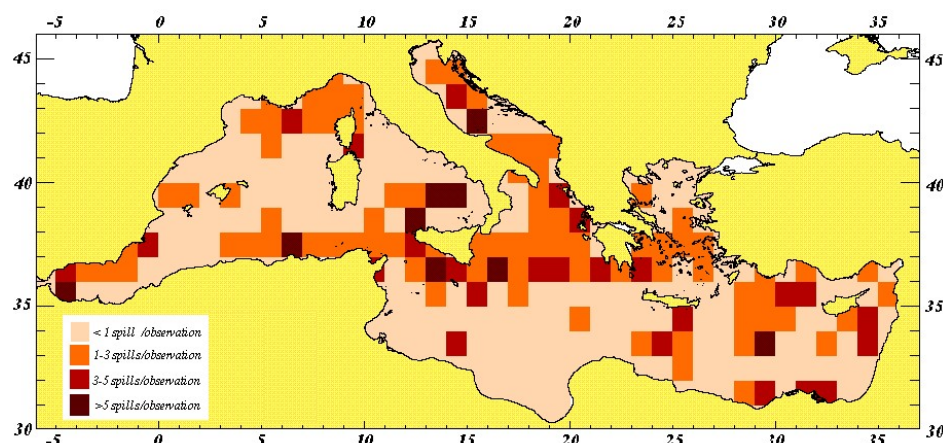 -5 0 5 10 15 20 25 30 35
45 45
40 40
35 35
30 30
< 1 spill /observation
1-3 spills/observation
3-5 spills/observation
>5 spills/observation
-5 0 5 10 15 20 25 30 35